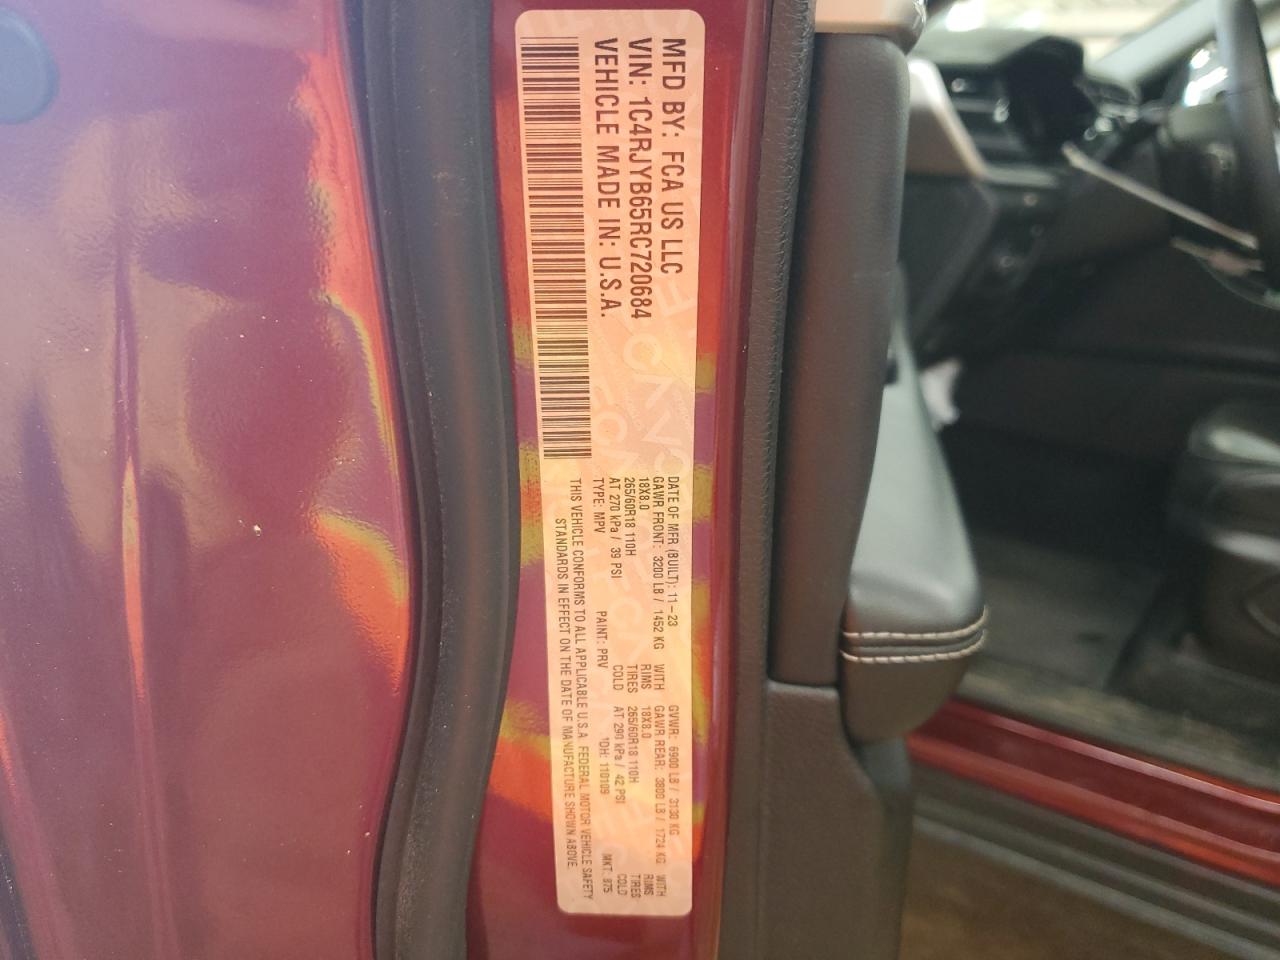 MFD BY: FCA US LLC
VIN: 1C4RJYB65RC720684
VEHICLE MADE IN: U.S.A.
DATE OF MFR (BUILT): 11-23 GVWR: 6900 LB / 3130 KG
GAWR FRONT: 3200 LB / 1452 KG WITH GAWR REAR: 3800 LB / 1724 KG WITH
18X8.0 RIMS 18X8.0 RIMS
265/60R18 110H TIRES 265/60R18 110H TIRES
AT 270 kPa / 39 PSI COLD AT 290 kPa / 42 PSI COLD
TYPE: MPV PAINT: PRV IDH: 110109 MKT: 875
THIS VEHICLE CONFORMS TO ALL APPLICABLE U.S.A. FEDERAL MOTOR VEHICLE SAFETY
STANDARDS IN EFFECT ON THE DATE OF MANUFACTURE SHOWN ABOVE.